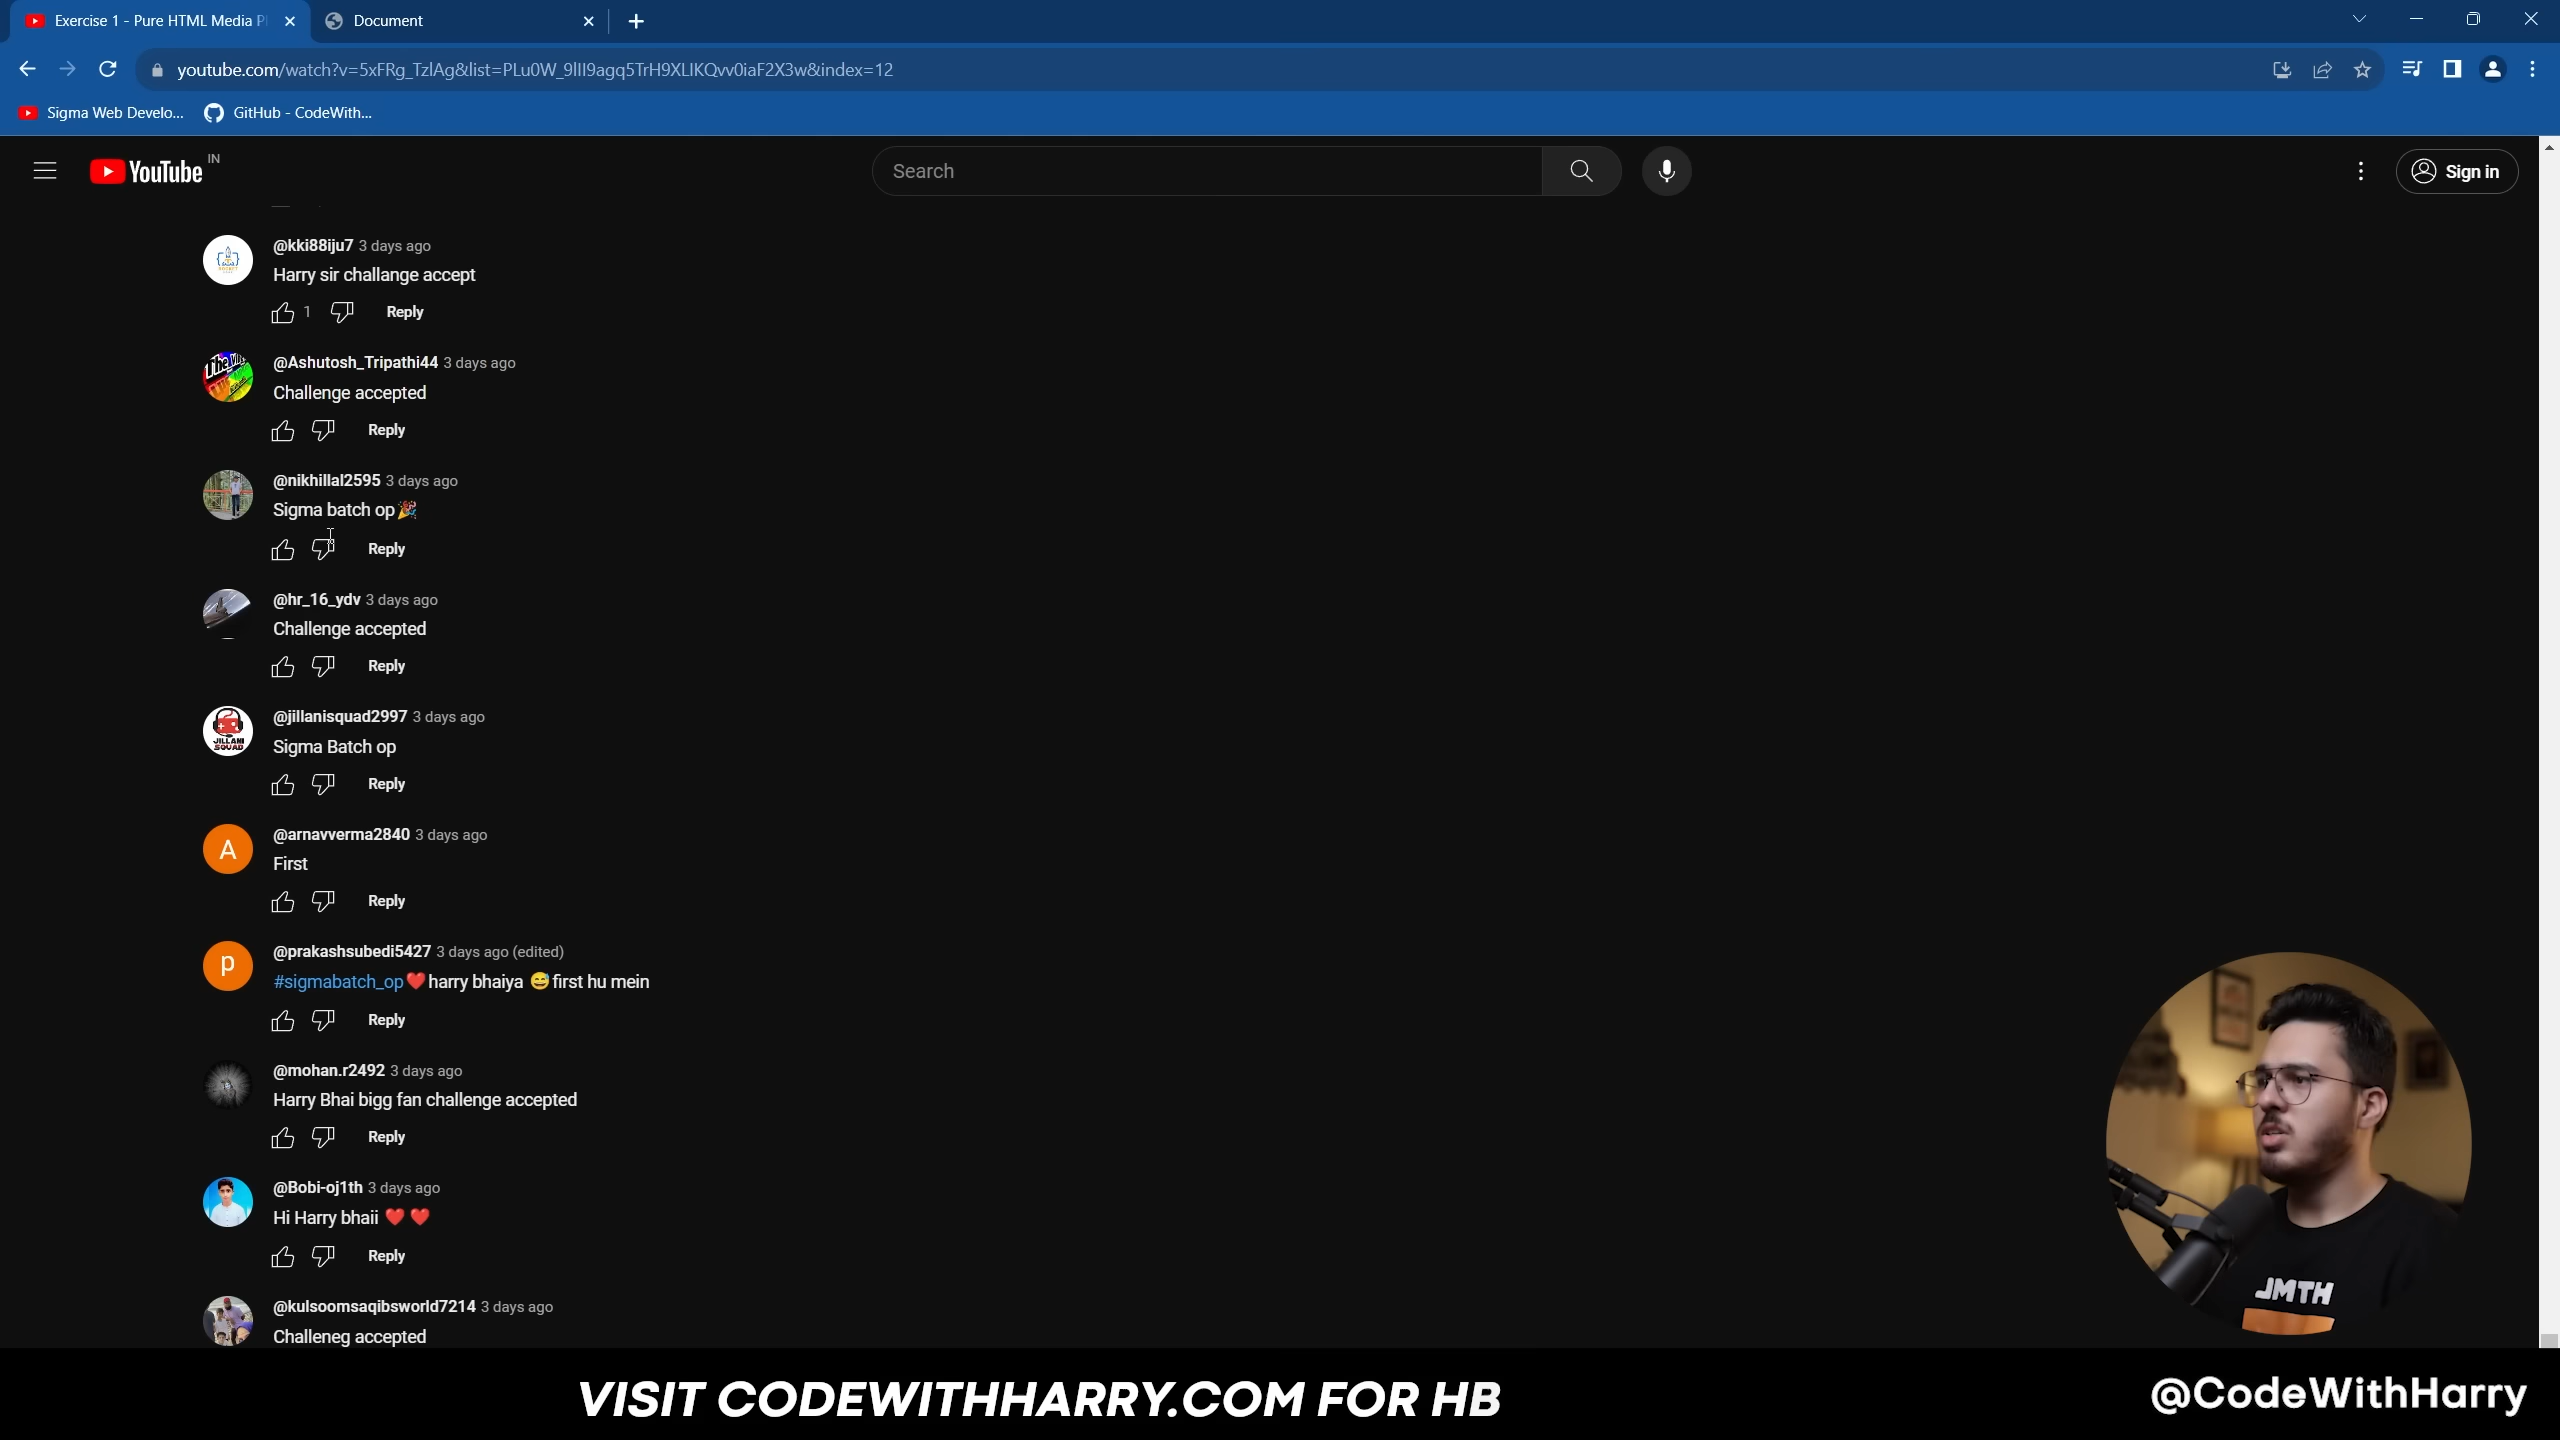 Exercise 1 - Pure HTML Media P
Document
youtube.com/watch?v=5xFRg_TzlAg&list=PLu0W_9lII9agq5TrH9XLIKQvv0iaF2X3w&index=12
Sigma Web Develo...
GitHub - CodeWith...
YouTube IN
Search
Sign in
@kki88iju7 3 days ago
Harry sir challange accept
1 Reply
@Ashutosh_Tripathi44 3 days ago
Challenge accepted
Reply
@nikhillal2595 3 days ago
Sigma batch op🎉
Reply
@hr_16_ydv 3 days ago
Challenge accepted
Reply
JILLANI
SQUAD
@jillanisquad2997 3 days ago
Sigma Batch op
Reply
A
@arnavverma2840 3 days ago
First
Reply
p
@prakashsubedi5427 3 days ago (edited)
#sigmabatch_op❤️harry bhaiya 😅first hu mein
Reply
@mohan.r2492 3 days ago
Harry Bhai bigg fan challenge accepted
Reply
@Bobi-oj1th 3 days ago
Hi Harry bhaii ❤️ ❤️
Reply
@kulsoomsaqibsworld7214 3 days ago
Challeneg accepted
JMTH
VISIT CODEWITHHARRY.COM FOR HB
@CodeWithHarry